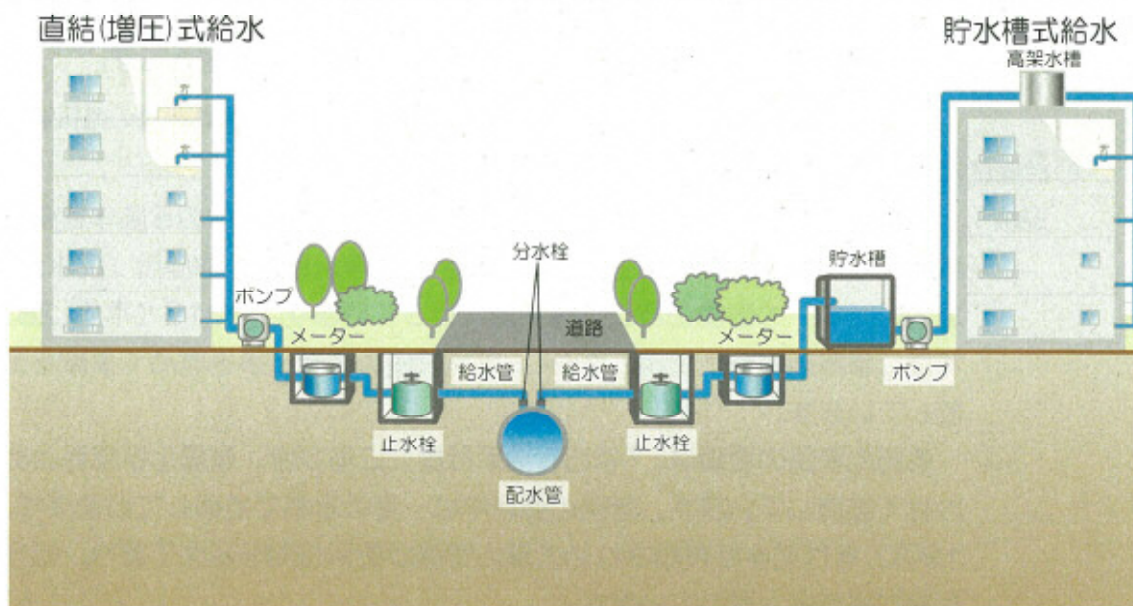 直結(増圧)式給水
貯水槽式給水
高架水槽
分水栓
貯水槽
ポンプ
メーター
道路
メーター
給水管
給水管
ポンプ
止水栓
止水栓
配水管